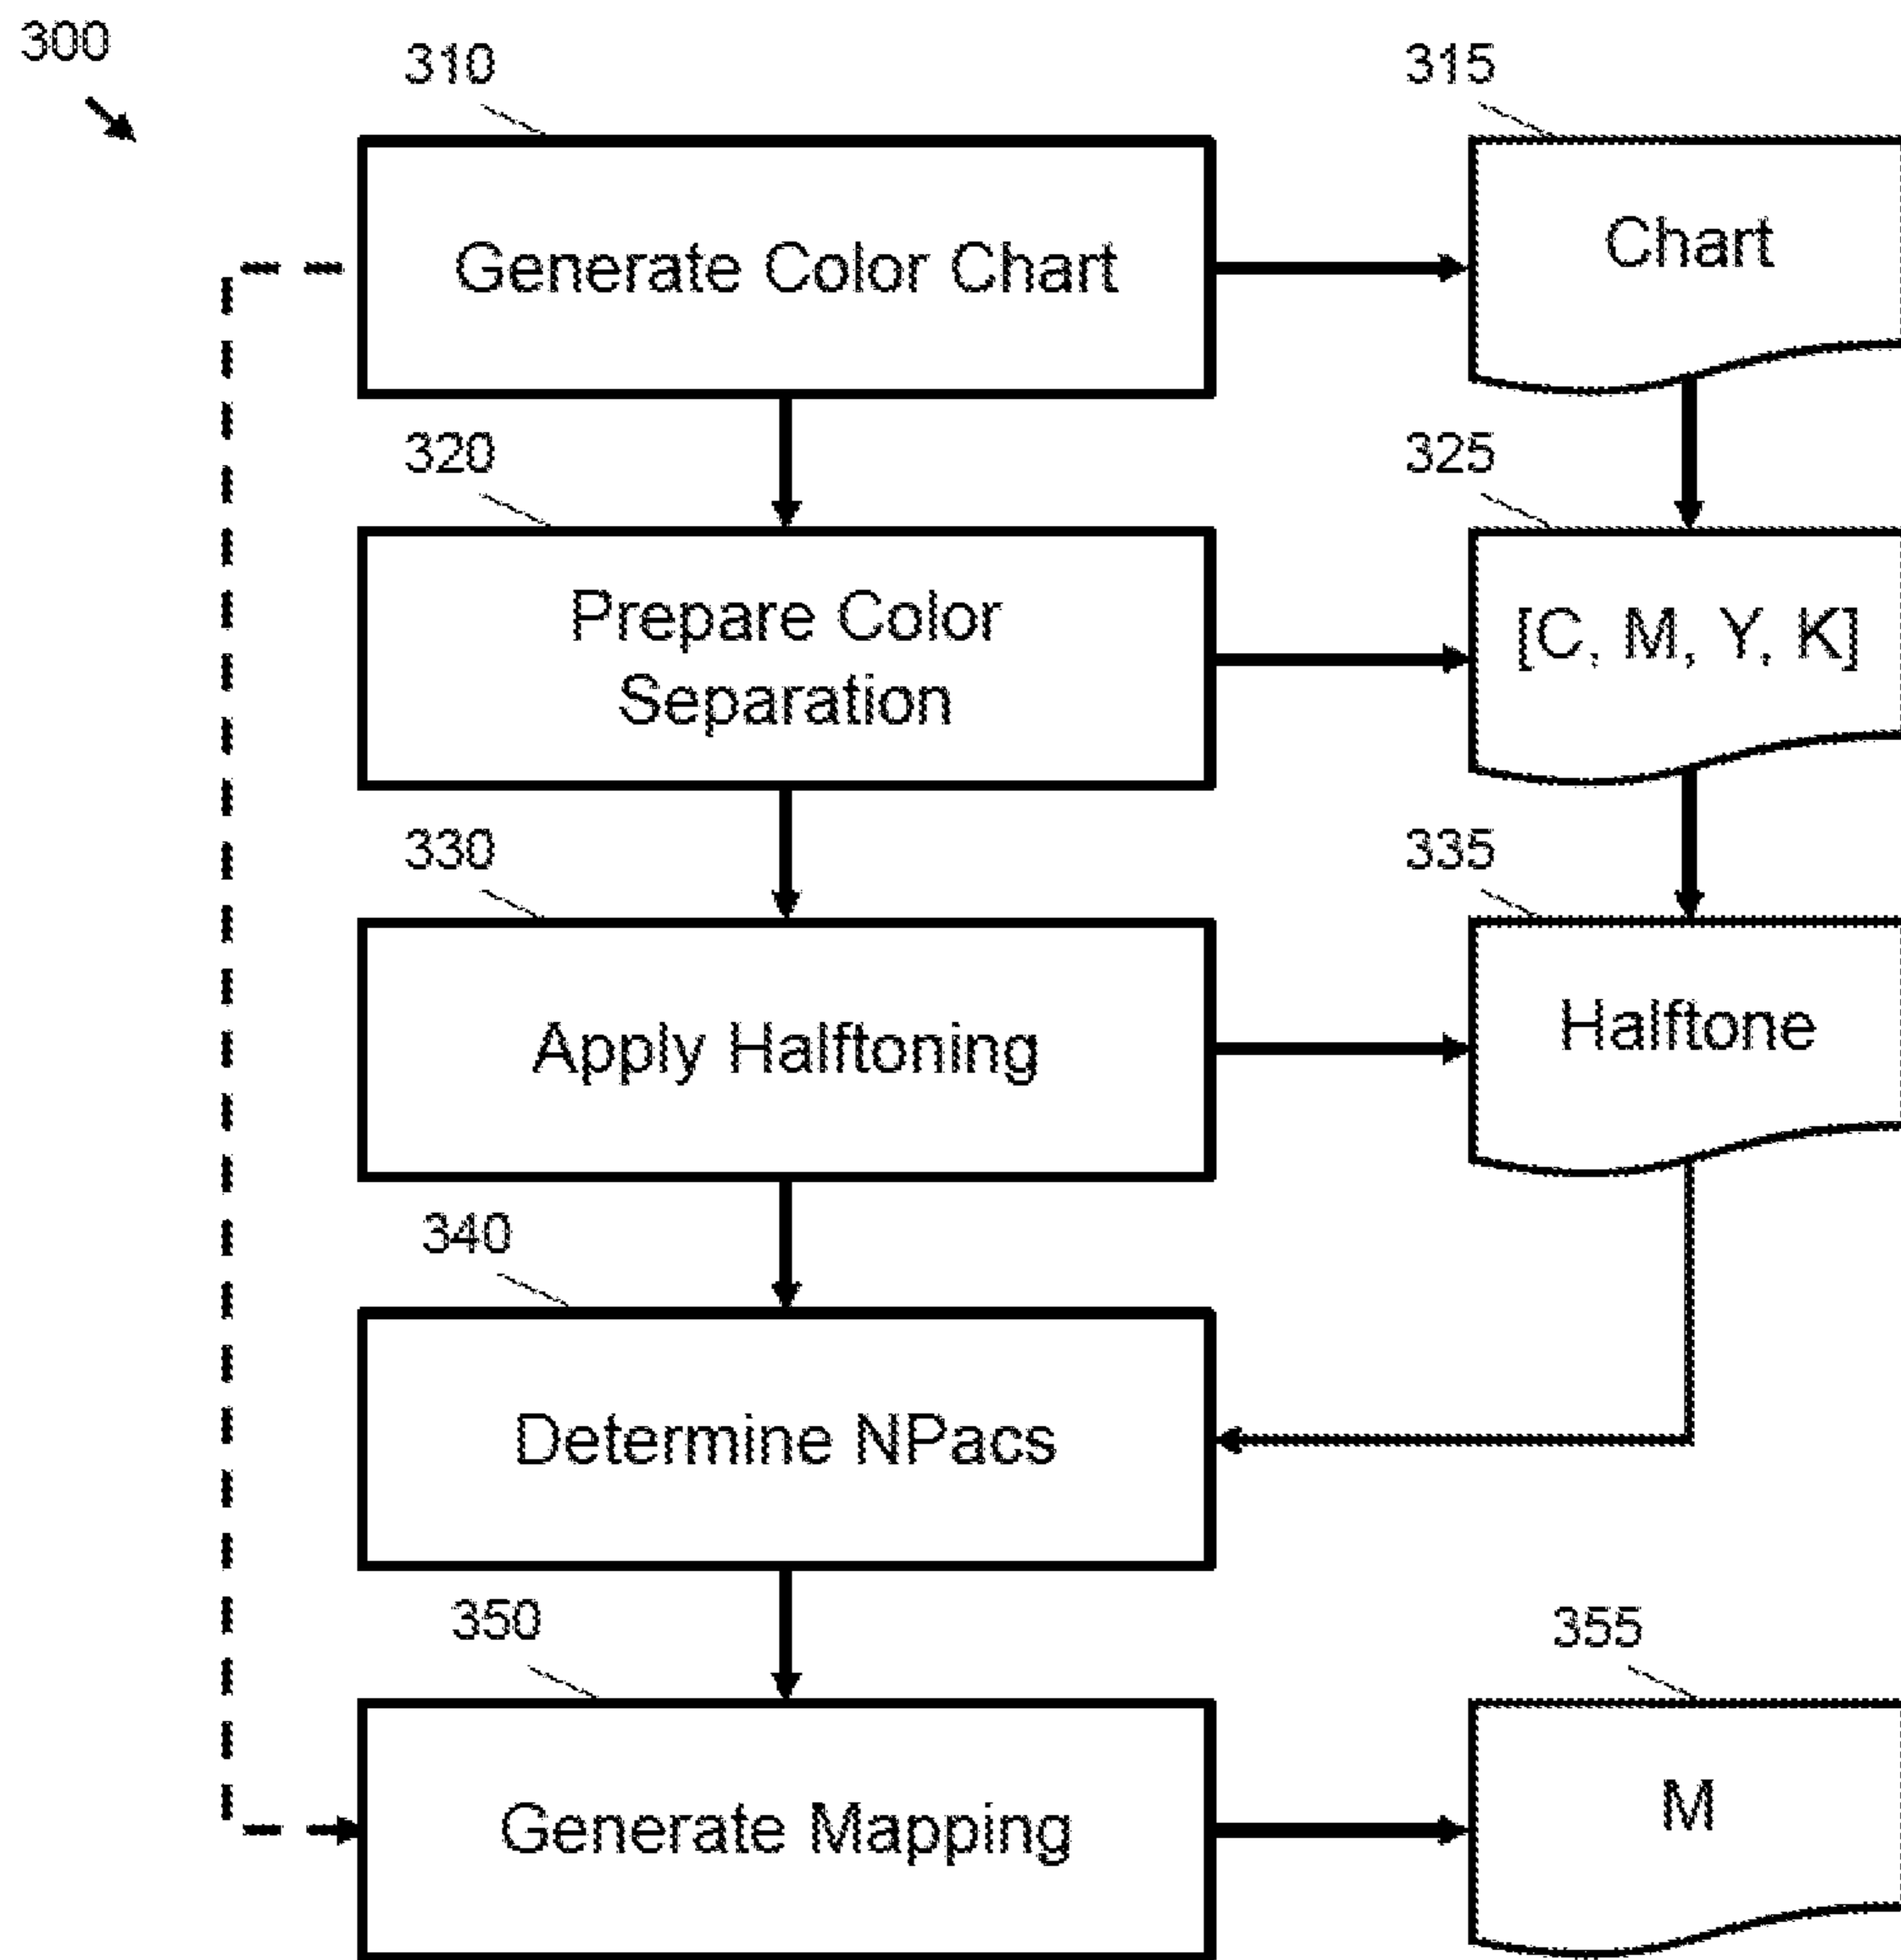 300
310
315
Generate Color Chart
Chart
320
325
Prepare Color
Separation
[C, M, Y, K]
330
335
Apply Halftoning
Halftone
340
Determine NPacs
350
355
Generate Mapping
M